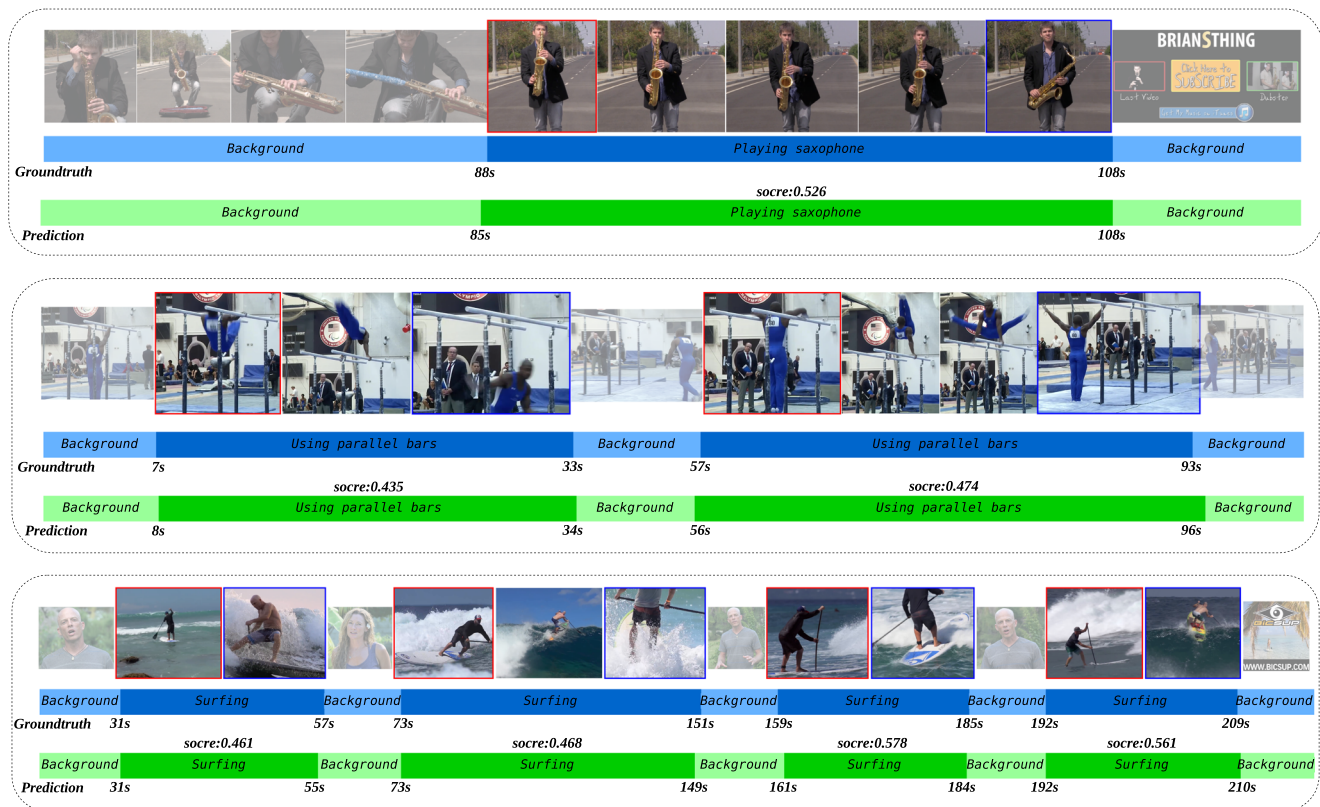 BRIANSTHING
Click Here to
SUBSCRIBE
Last Video
Dubstep
Background Playing saxophone Background
Groundtruth
88s 108s
socre:0.526
Background Playing saxophone Background
Prediction
85s 108s
Background Using parallel bars Background Using parallel bars Background
Groundtruth
7s 33s 57s 93s
socre:0.435 socre:0.474
Background Using parallel bars Background Using parallel bars Background
Prediction
8s 34s 56s 96s
BICSUP
WWW.BICSUP.COM
Background Surfing Background Surfing Background Surfing Background Surfing Background
Groundtruth
31s 57s 73s 151s 159s 185s 192s 209s
socre:0.461 socre:0.468 socre:0.578 socre:0.561
Background Surfing Background Surfing Background Surfing Background Surfing Background
Prediction
31s 55s 73s 149s 161s 184s 192s 210s